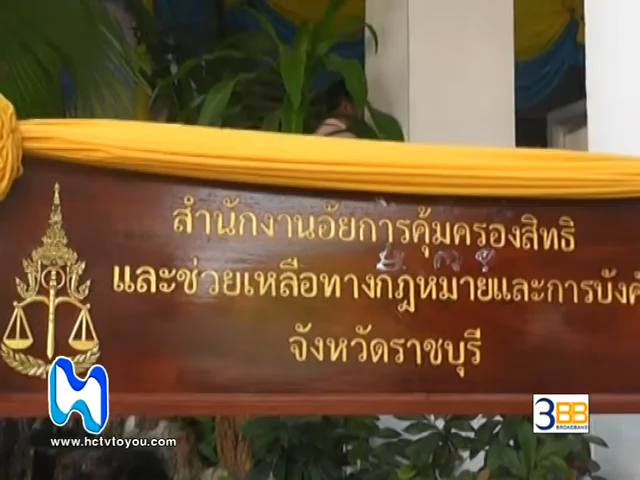 สำนักงานอัยการคุ้มครองสิทธิ
และช่วยเหลือทางกฎหมายและการบังคั
จังหวัดราชบุรี
www.hctvtoyou.com
3BB
BROADBAND